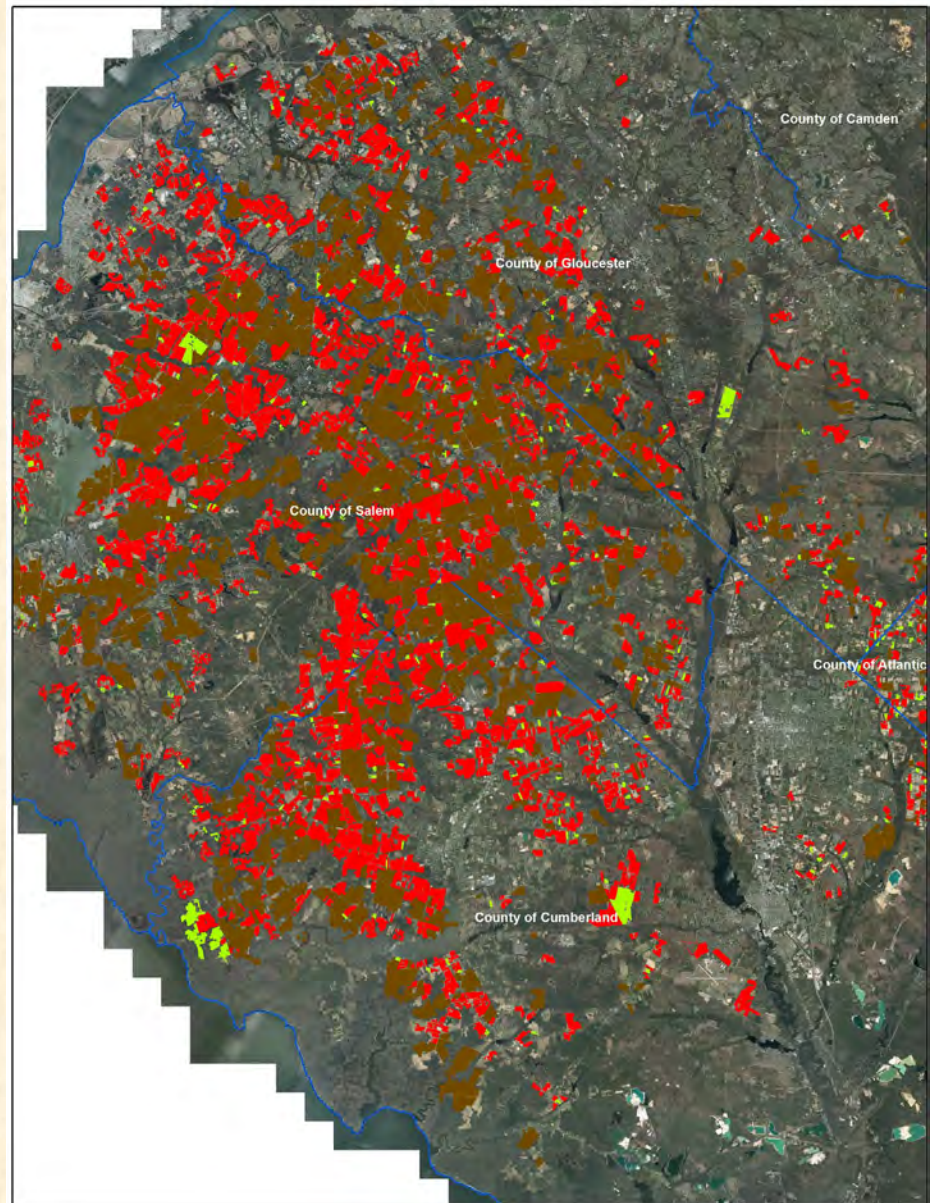 County of Camden
County of Gloucester
County of Salem
County of Atlantic
County of Cumberland